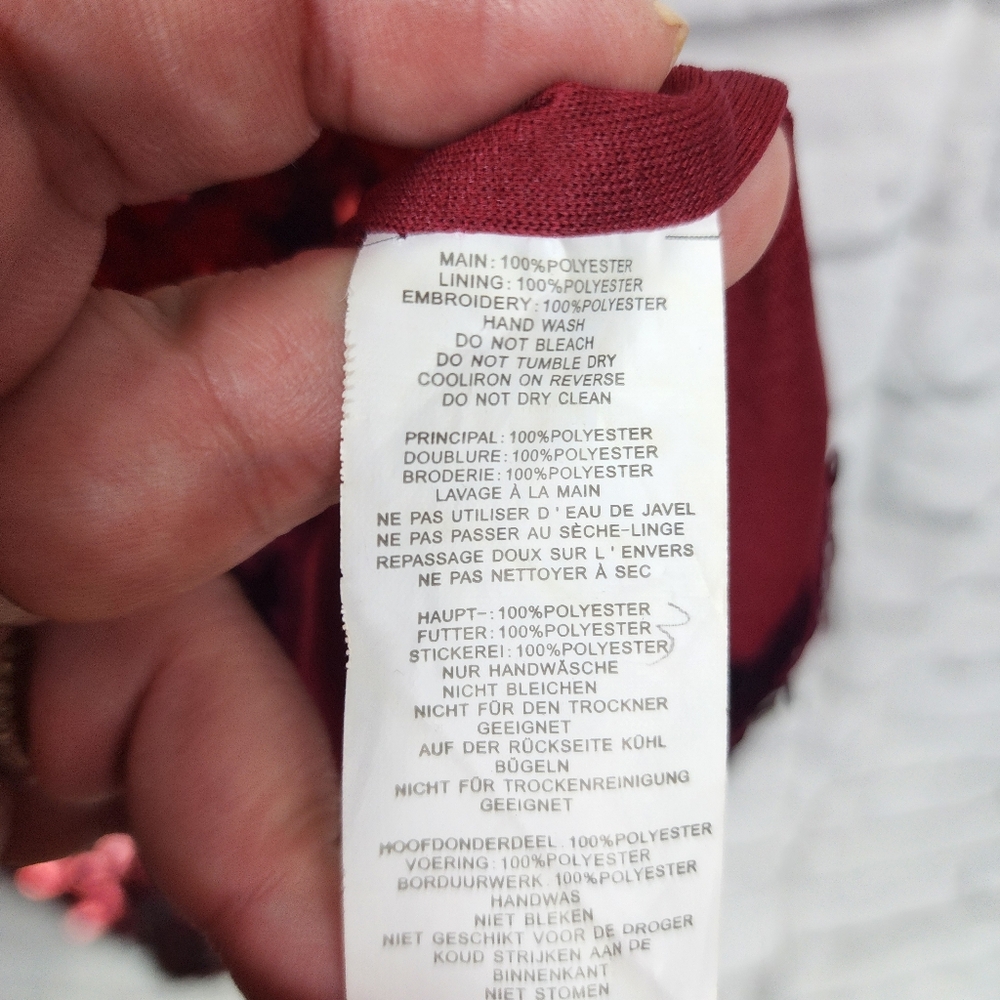 MAIN: 100%POLYESTER
LINING: 100%POLYESTER
EMBROIDERY: 100%POLYESTER
HAND WASH
DO NOT BLEACH
DO NOT TUMBLE DRY
COOLIRON ON REVERSE
DO NOT DRY CLEAN
PRINCIPAL: 100%POLYESTER
DOUBLURE: 100%POLYESTER
BRODERIE: 100%POLYESTER
LAVAGE À LA MAIN
NE PAS UTILISER D ' EAU DE JAVEL
NE PAS PASSER AU SÈCHE-LINGE
REPASSAGE DOUX SUR L ' ENVERS
NE PAS NETTOYER À SEC
HAUPT-: 100%POLYESTER
FUTTER: 100%POLYESTER
STICKEREI: 100%POLYESTER
NUR HANDWÄSCHE
NICHT BLEICHEN
NICHT FÜR DEN TROCKNER
GEEIGNET
AUF DER RÜCKSEITE KÜHL
BÜGELN
NICHT FÜR TROCKENREINIGUNG
GEEIGNET
HOOFDONDERDEEL: 100%POLYESTER
VOERING: 100%POLYESTER
BORDUURWERK: 100%POLYESTER
HANDWAS
NIET BLEKEN
NIET GESCHIKT VOOR DE DROGER
KOUD STRIJKEN AAN DE
BINNENKANT
NIET STOMEN